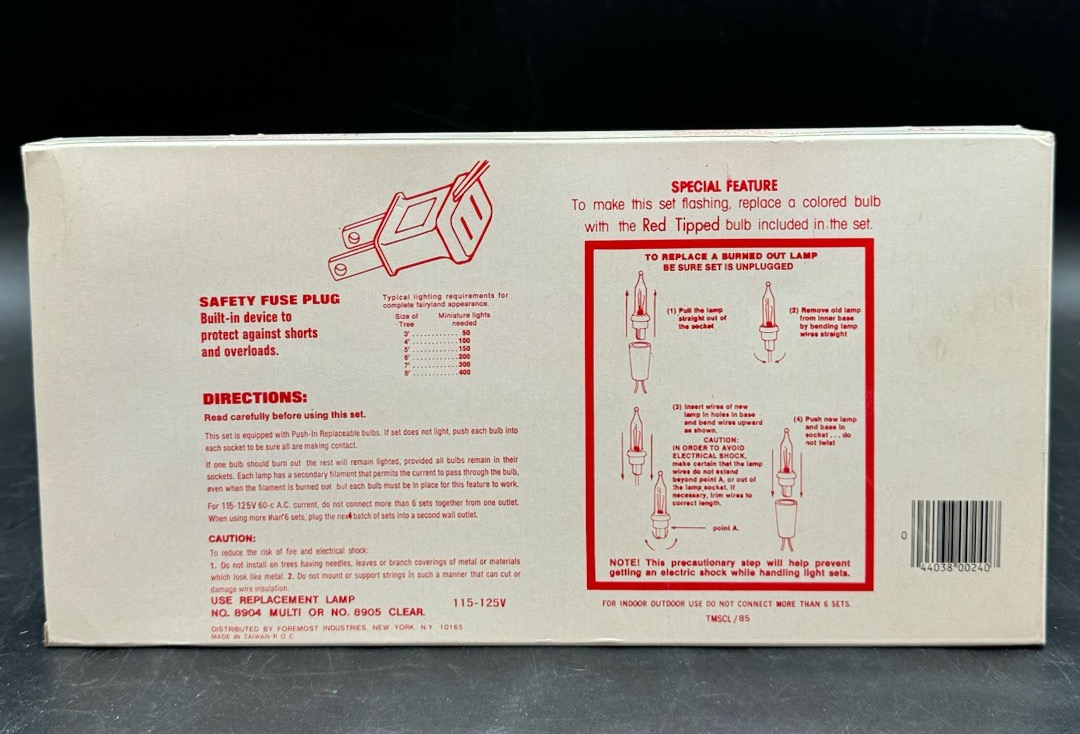 SAFETY FUSE PLUG
Built-in device to
protect against shorts
and overloads.
Typical lighting requirements for
complete fairyland appearance.
Size of Miniature lights
Tree needed
3' ............ 50
4' ............ 100
5' ............ 150
6' ............ 200
7' ............ 300
8' ............ 400
DIRECTIONS:
Read carefully before using this set.
This set is equipped with Push-In Replaceable bulbs. If set does not light, push each bulb into
each socket to be sure all are making contact.
If one bulb should burn out the rest will remain lighted, provided all bulbs remain in their
sockets. Each lamp has a secondary filament that permits the current to pass through the bulb,
even when the filament is burned out but each bulb must be in place for this feature to work.
For 115-125V 60-c A.C. current, do not connect more than 6 sets together from one outlet.
When using more than 6 sets, plug the next batch of sets into a second wall outlet.
CAUTION:
To reduce the risk of fire and electrical shock:
1. Do not install on trees having needles, leaves or branch coverings of metal or materials
which look like metal. 2. Do not mount or support strings in such a manner that can cut or
damage wire insulation.
USE REPLACEMENT LAMP 115-125V
NO. 8904 MULTI OR NO. 8905 CLEAR.
DISTRIBUTED BY FOREMOST INDUSTRIES, NEW YORK, N.Y. 10165
MADE IN TAIWAN R O C
SPECIAL FEATURE
To make this set flashing, replace a colored bulb
with the Red Tipped bulb included in the set.
TO REPLACE A BURNED OUT LAMP
BE SURE SET IS UNPLUGGED
(1) Pull the lamp
straight out of
the socket
(2) Remove old lamp
from inner base
by bending lamp
wires straight
(3) Insert wires of new
lamp in holes in base
and bend wires upward
as shown.
CAUTION:
IN ORDER TO AVOID
ELECTRICAL SHOCK,
make certain that the lamp
wires do not extend
beyond point A, or out of
the lamp socket. If
necessary, trim wires to
correct length.
point A.
(4) Push new lamp
and base in
socket . . . do
not twist
NOTE! This precautionary step will help prevent
getting an electric shock while handling light sets.
FOR INDOOR OUTDOOR USE DO NOT CONNECT MORE THAN 6 SETS.
TMSCL/85
0 44038 00240